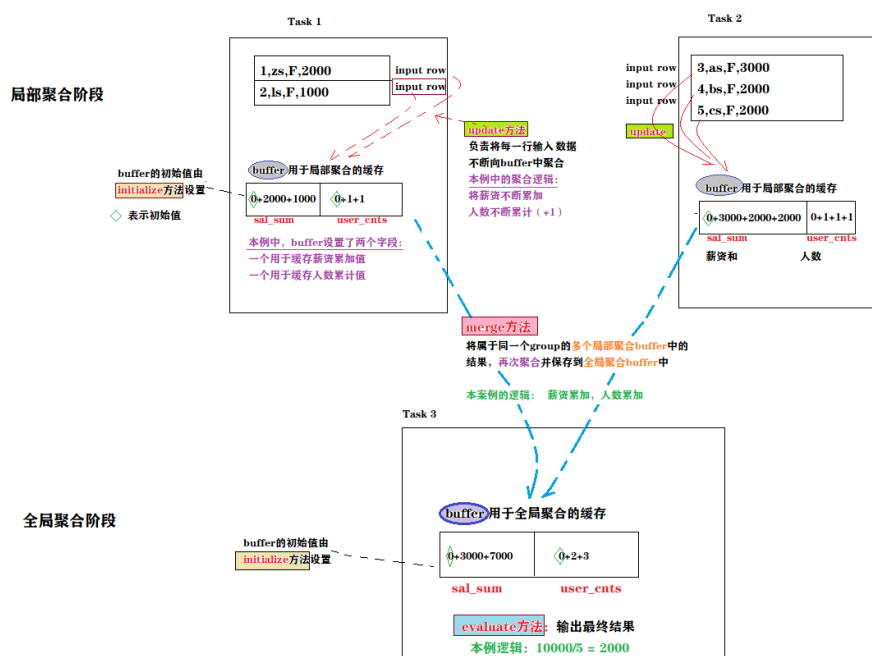 Task 1
Task 2
局部聚合阶段
1,zs,F,2000
2,ls,F,1000
input row
input row
input row
input row
input row
3,as,F,3000
4,bs,F,2000
5,cs,F,2000
update方法:
负责将每一行输入数据
不断向buffer中聚合
本例中的聚合逻辑:
将薪资不断累加
人数不断累计（+1）
update
buffer的初始值由
initialize方法设置
表示初始值
buffer 用于局部聚合的缓存
0+2000+1000
0+1+1
sal_sum
user_cnts
本例中，buffer设置了两个字段:
一个用于缓存薪资累加值
一个用于缓存人数累计值
buffer 用于局部聚合的缓存
0+3000+2000+2000
0+1+1+1
sal_sum
user_cnts
薪资和
人数
merge方法:
将属于同一个group的多个局部聚合buffer中的
结果，再次聚合并保存到全局聚合buffer中
本案例的逻辑: 薪资累加，人数累加
Task 3
全局聚合阶段
buffer的初始值由
initialize方法设置
buffer 用于全局聚合的缓存
0+3000+7000
0+2+3
sal_sum
user_cnts
evaluate方法: 输出最终结果
本例逻辑: 10000/5 = 2000